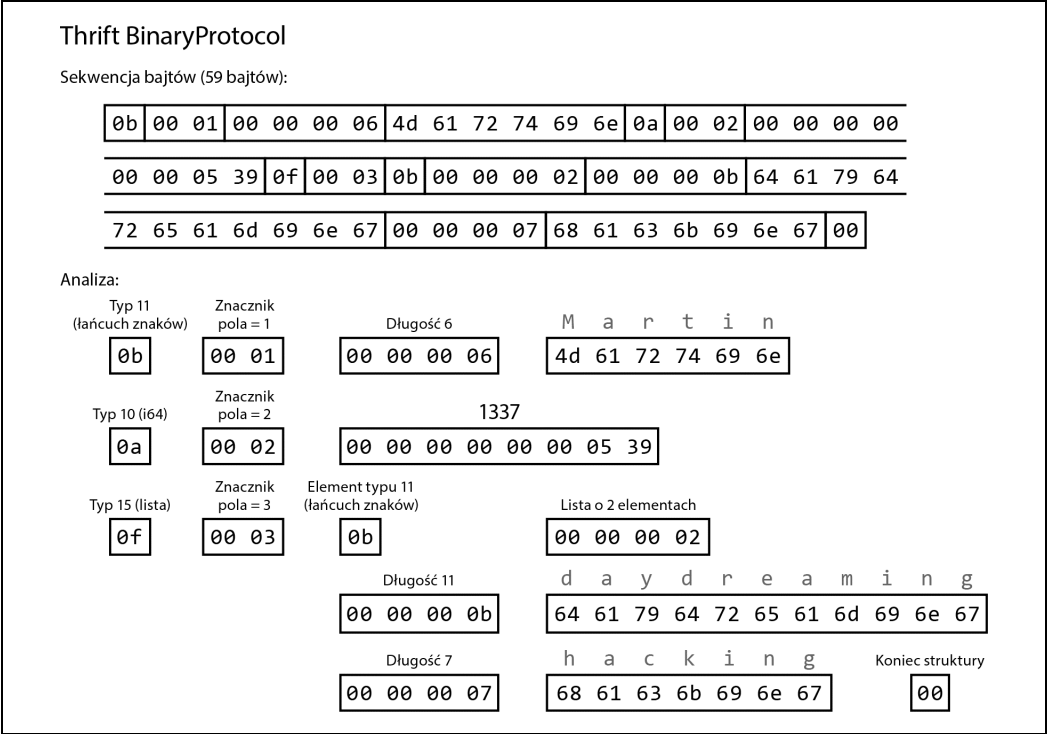 Thrift BinaryProtocol
Sekwencja bajtów (59 bajtów):
0b 00 01 00 00 00 06 4d 61 72 74 69 6e 0a 00 02 00 00 00 00
00 00 05 39 0f 00 03 0b 00 00 00 02 00 00 00 0b 64 61 79 64
72 65 61 6d 69 6e 67 00 00 00 07 68 61 63 6b 69 6e 67 00
Analiza:
Typ 11
(łańcuch znaków)
Znacznik
pola = 1
Długość 6
M a r t i n
0b 00 01 00 00 00 06 4d 61 72 74 69 6e
Typ 10 (i64)
Znacznik
pola = 2
1337
0a 00 02 00 00 00 00 00 00 05 39
Typ 15 (lista)
Znacznik
pola = 3
Element typu 11
(łańcuch znaków)
Lista o 2 elementach
0f 00 03 0b 00 00 00 02
Długość 11
d a y d r e a m i n g
00 00 00 0b 64 61 79 64 72 65 61 6d 69 6e 67
Długość 7
h a c k i n g
Koniec struktury
00 00 00 07 68 61 63 6b 69 6e 67 00